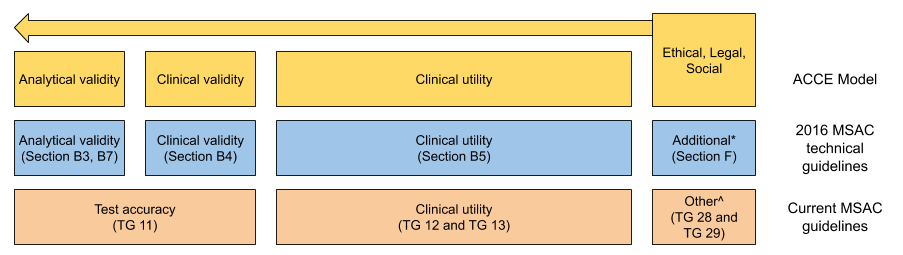 Ethical, Legal,
Social
Analytical validity
Clinical validity
Clinical utility
ACCE Model
Analytical validity
(Section B3, B7)
Clinical validity
(Section B4)
Clinical utility
(Section B5)
Additional*
(Section F)
2016 MSAC
technical
guidelines
Test accuracy
(TG 11)
Clinical utility
(TG 12 and TG 13)
Other^
(TG 28 and
TG 29)
Current MSAC
guidelines